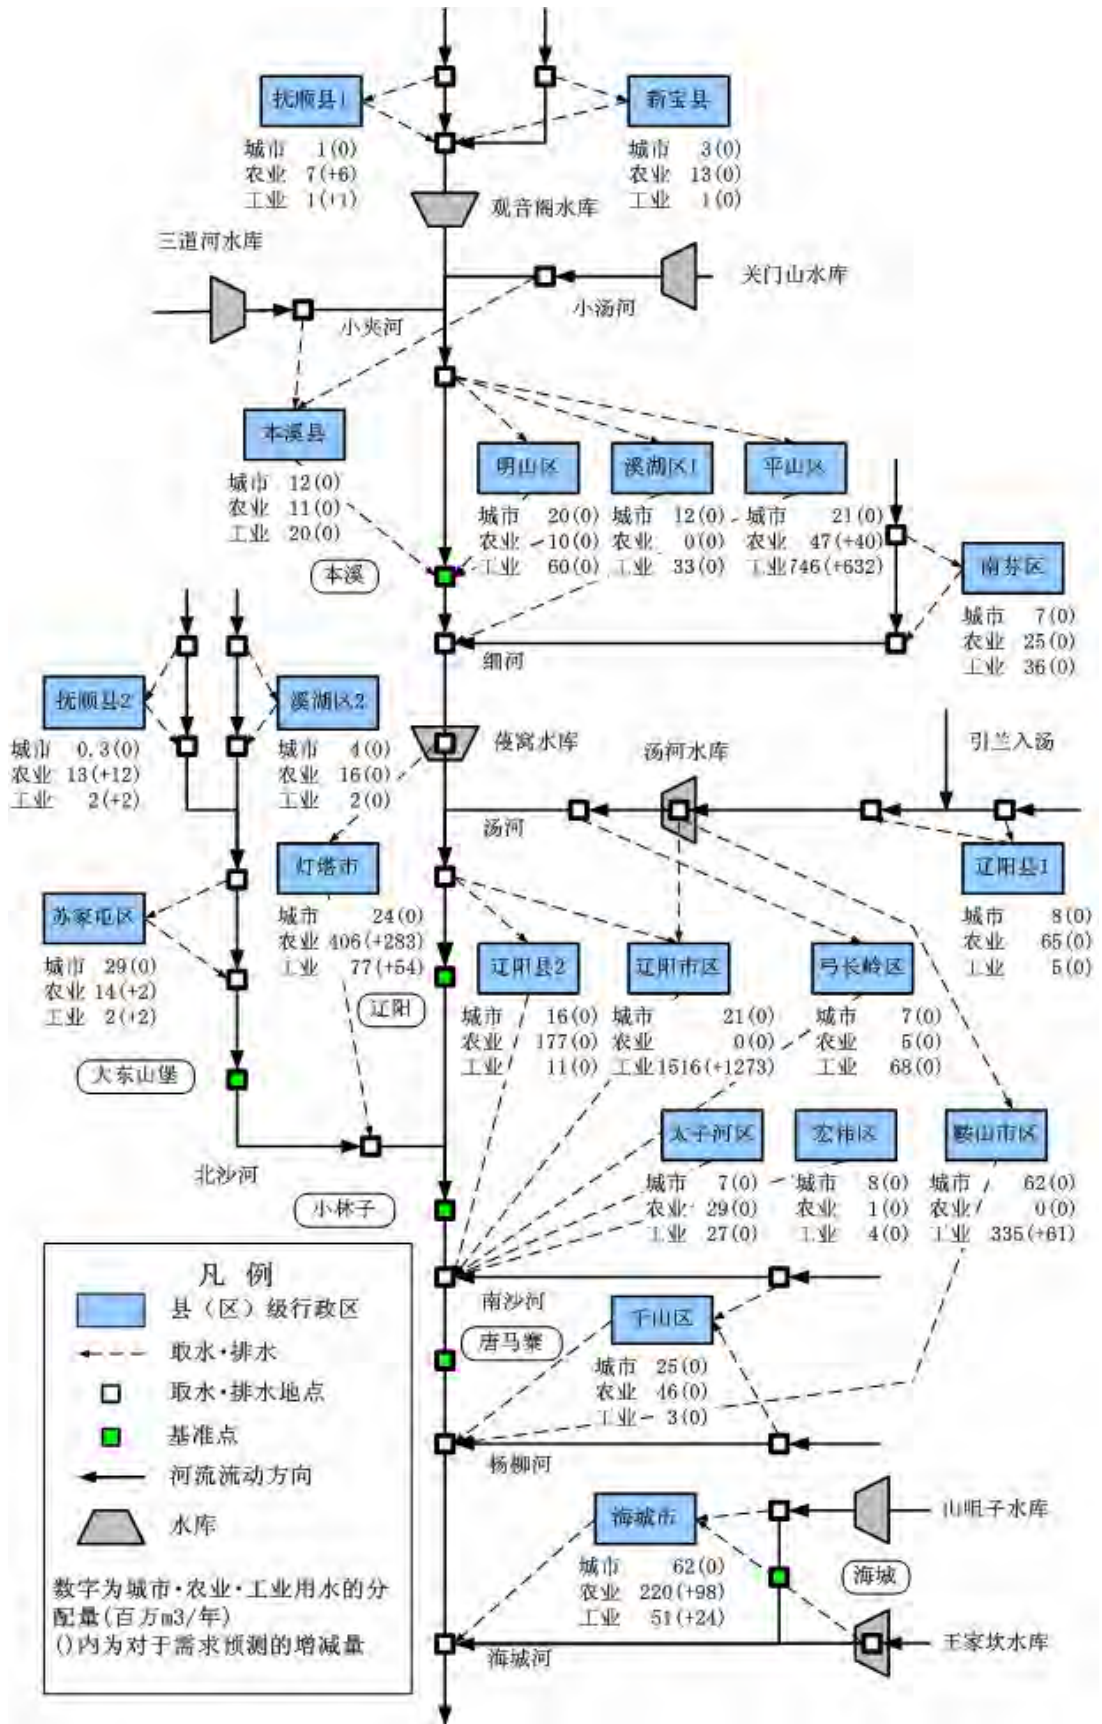 抚顺县1
城市 1(0)
农业 7(+6)
工业 1(+1)
新宝县
城市 3(0)
农业 13(0)
工业 1(0)
观音阁水库
三道河水库
关门山水库
小夹河
小汤河
本溪县
城市 12(0)
农业 11(0)
工业 20(0)
明山区
城市 20(0)
农业 10(0)
工业 60(0)
溪湖区1
12(0)
0(0)
33(0)
平山区
城市 21(0)
农业 47(+40)
工业 746(+632)
本溪
南芬区
城市 7(0)
农业 25(0)
工业 36(0)
细河
抚顺县2
城市 0.3(0)
农业 13(+12)
工业 2(+2)
溪湖区2
城市 4(0)
农业 16(0)
工业 2(0)
葠窝水库
汤河水库
引兰入汤
汤河
灯塔市
城市 24(0)
农业 406(+283)
工业 77(+54)
辽阳县1
城市 8(0)
农业 65(0)
工业 5(0)
苏家屯区
城市 29(0)
农业 14(+2)
工业 2(+2)
辽阳
辽阳县2
城市 16(0)
农业 177(0)
工业 11(0)
辽阳市区
城市 21(0)
农业 0(0)
工业 1516(+1273)
弓长岭区
城市 7(0)
农业 5(0)
工业 68(0)
大东山堡
北沙河
小林子
太子河区
城市 7(0)
农业 29(0)
工业 27(0)
宏伟区
城市 8(0)
农业 1(0)
工业 4(0)
鞍山市区
城市 62(0)
农业 0(0)
工业 335(+61)
南沙河
唐马寨
千山区
城市 25(0)
农业 46(0)
工业 3(0)
杨柳河
山咀子水库
海城市
城市 62(0)
农业 220(+98)
工业 51(+24)
海城
海城河
王家坎水库
凡 例
县（区）级行政区
取水·排水
取水·排水地点
基准点
河流流动方向
水库
数字为城市·农业·工业用水的分
配量(百万m3/年)
()内为对于需求预测的增减量